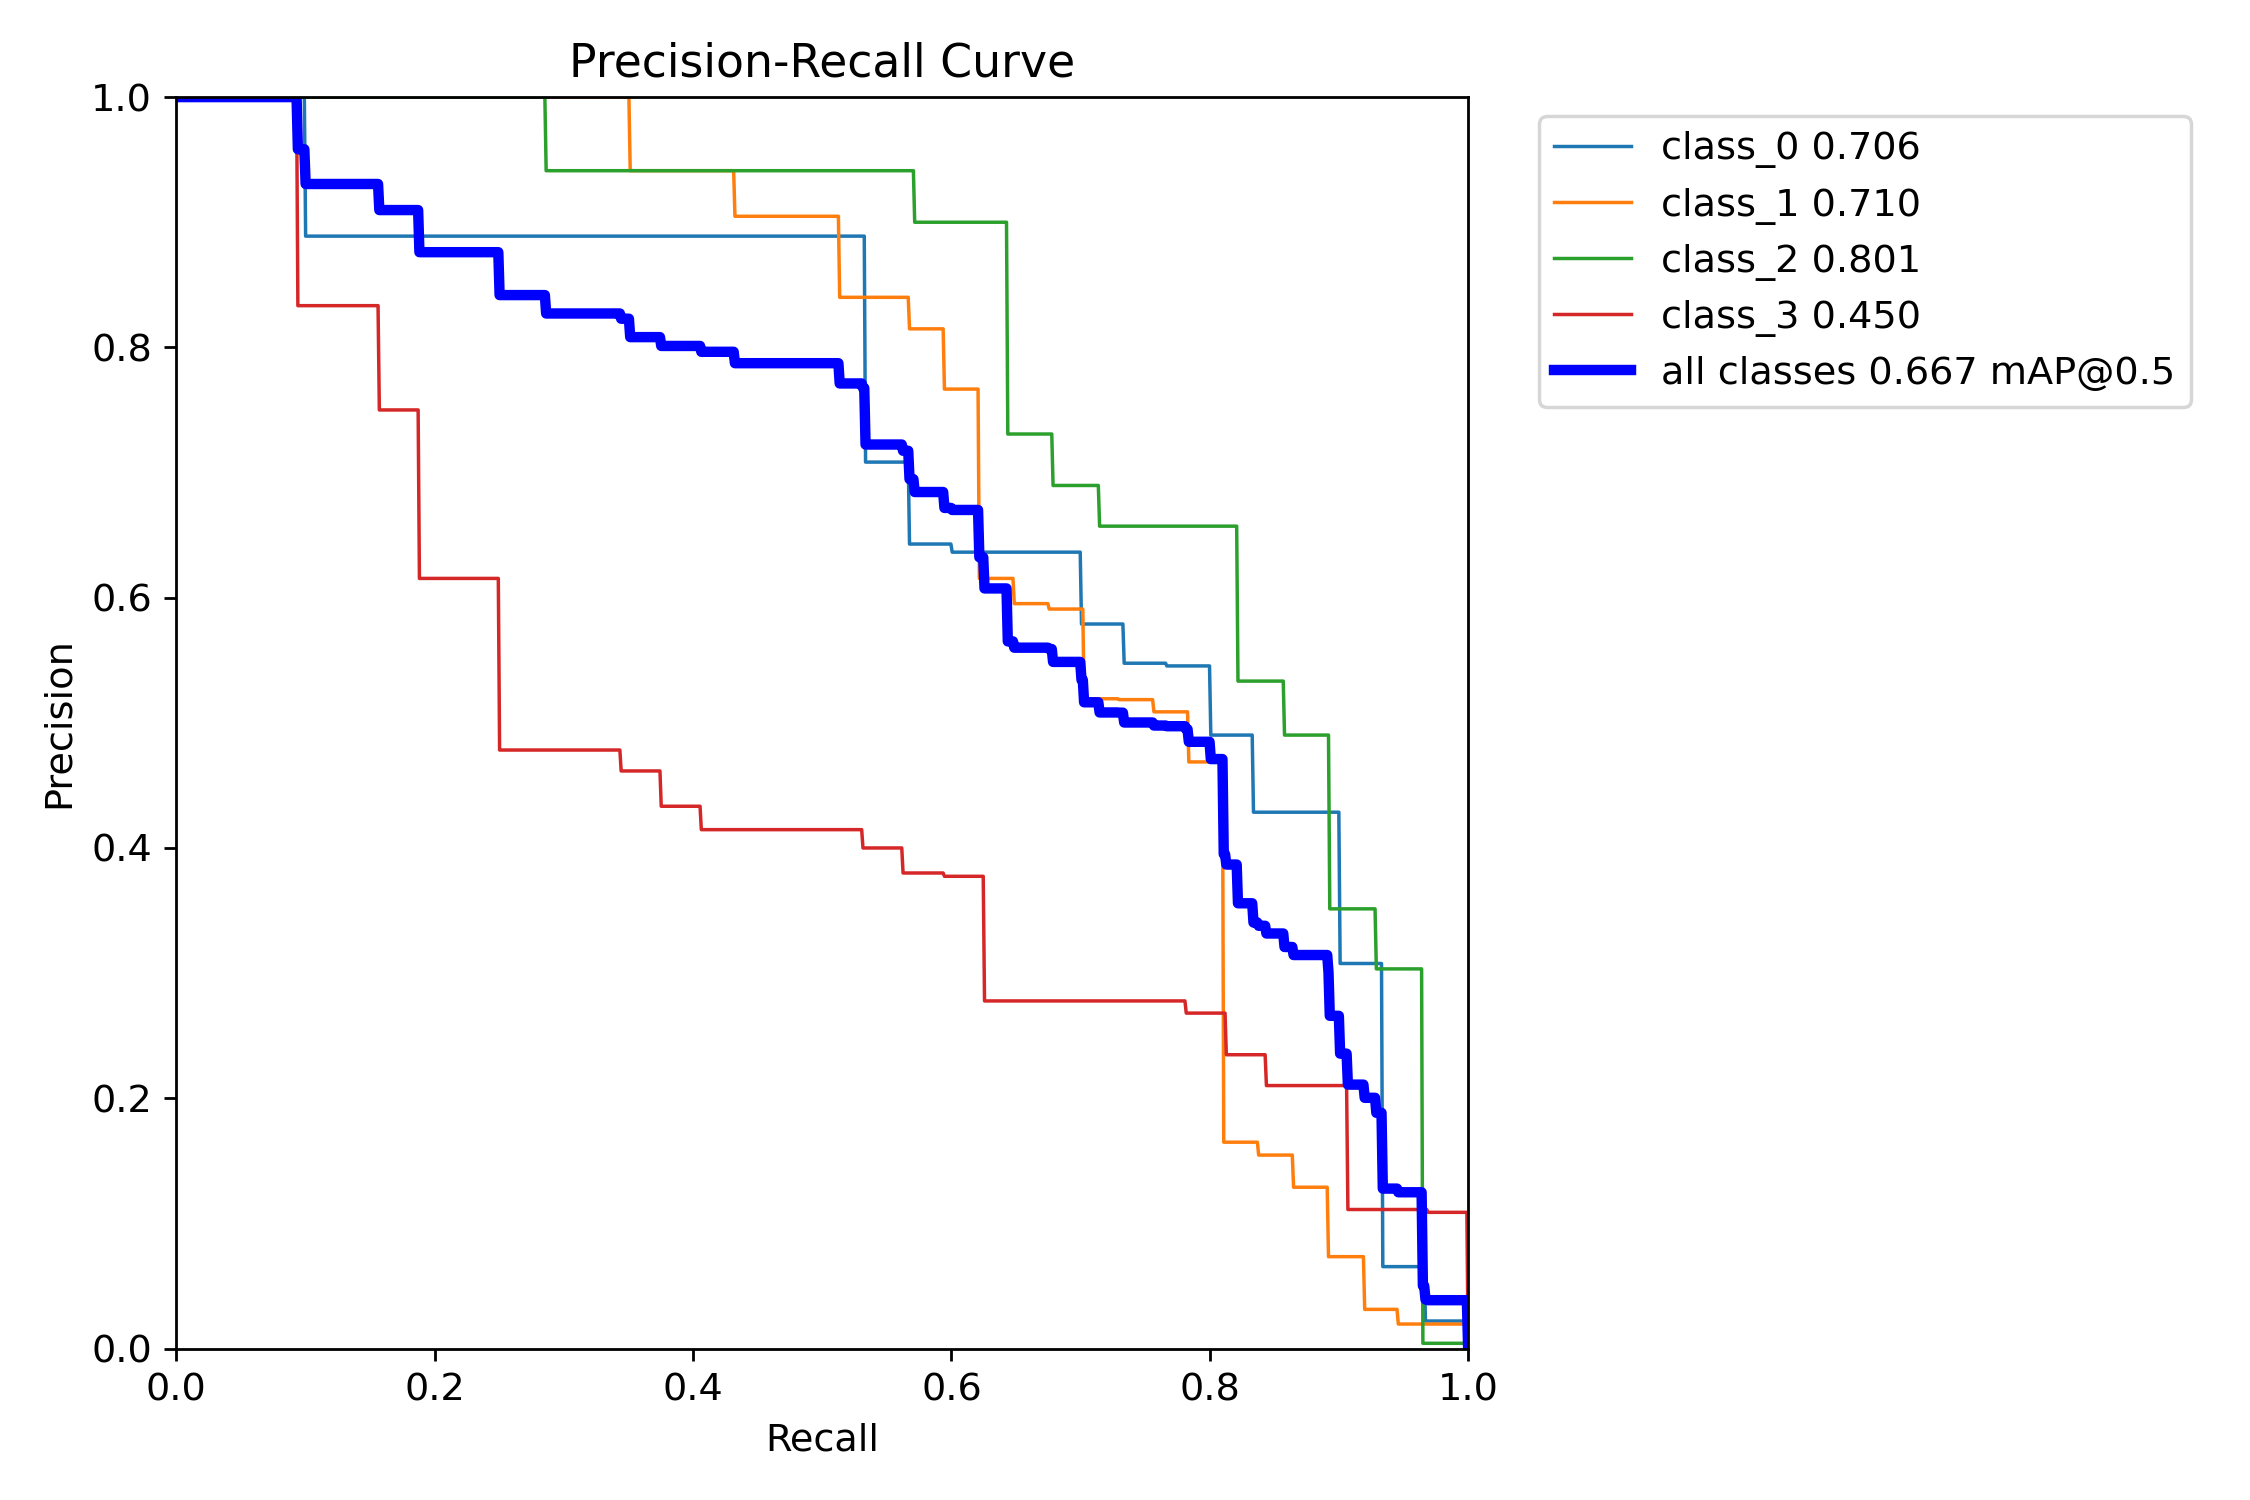 Precision-Recall Curve
1.0
0.8
0.6
0.4
0.2
0.0
Precision
0.0 0.2 0.4 0.6 0.8 1.0
Recall
class_0 0.706
class_1 0.710
class_2 0.801
class_3 0.450
all classes 0.667 mAP@0.5